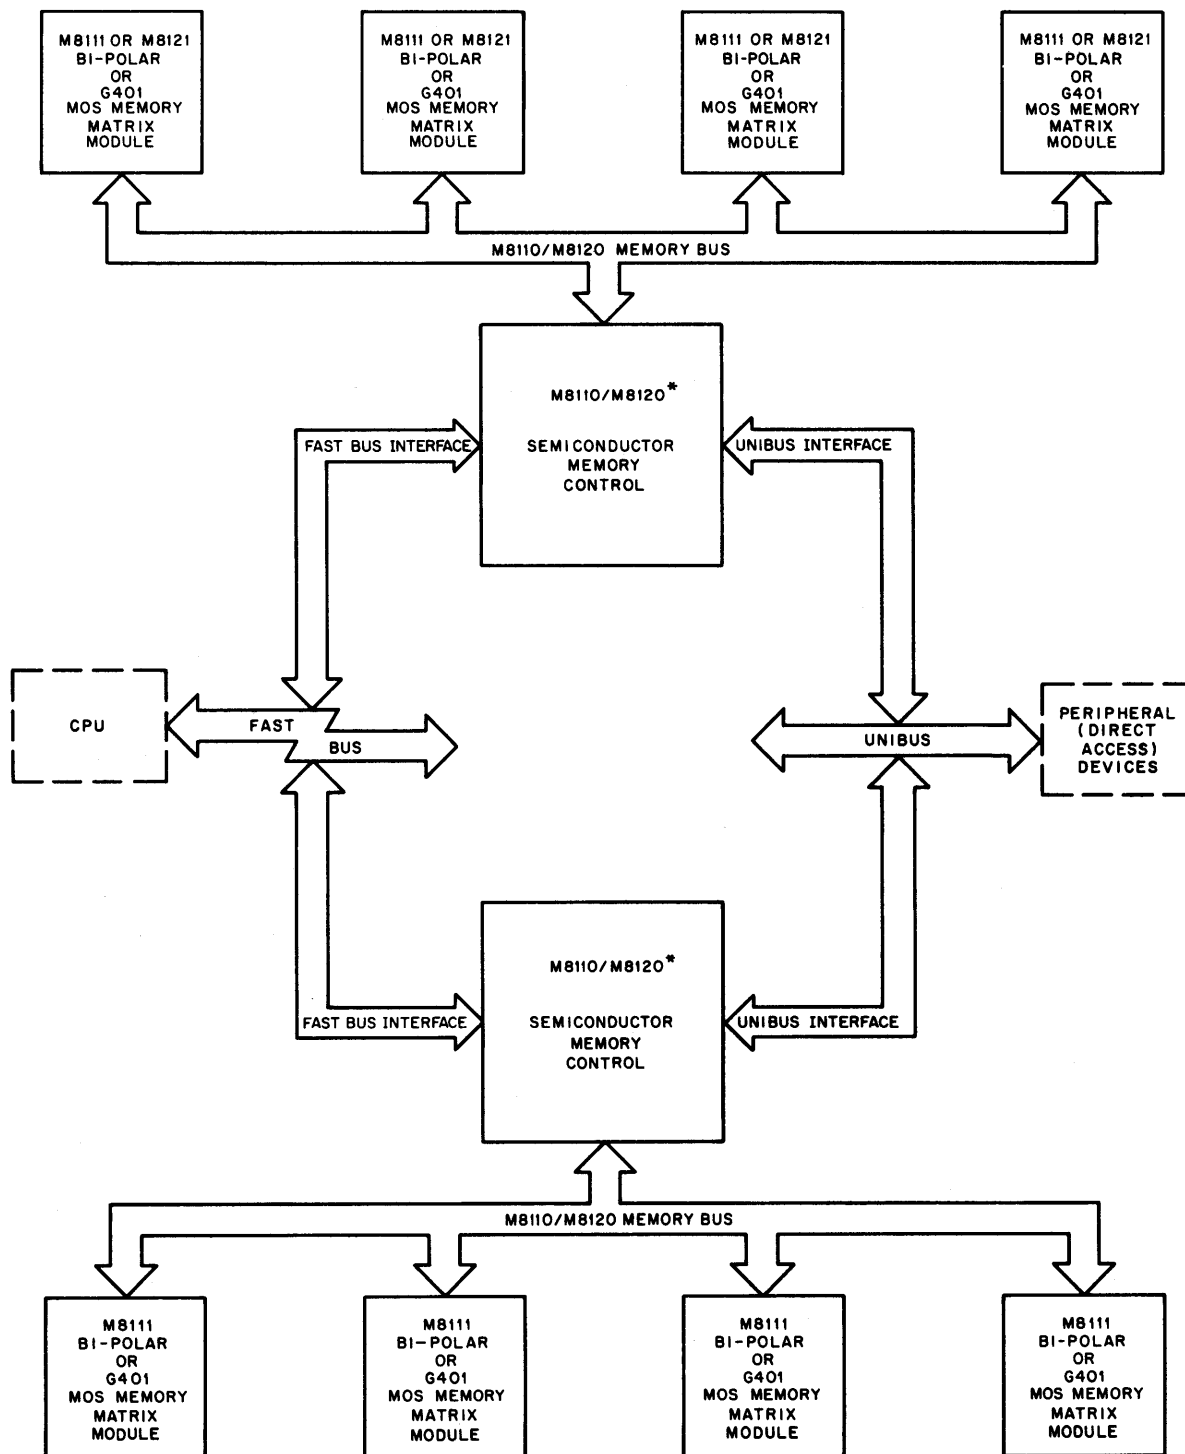 M8111 OR M8121
BI-POLAR
OR
G401
MOS MEMORY
MATRIX
MODULE
M8111 OR M8121
BI-POLAR
OR
G401
MOS MEMORY
MATRIX
MODULE
M8111 OR M8121
BI-POLAR
OR
G401
MOS MEMORY
MATRIX
MODULE
M8111 OR M8121
BI-POLAR
OR
G401
MOS MEMORY
MATRIX
MODULE
M8110/M8120 MEMORY BUS
M8110/M8120*
SEMICONDUCTOR
MEMORY
CONTROL
FAST BUS INTERFACE
UNIBUS INTERFACE
CPU
FAST
BUS
UNIBUS
PERIPHERAL
(DIRECT
ACCESS)
DEVICES
M8110/M8120*
SEMICONDUCTOR
MEMORY
CONTROL
FAST BUS INTERFACE
UNIBUS INTERFACE
M8110/M8120 MEMORY BUS
M8111
BI-POLAR
OR
G401
MOS MEMORY
MATRIX
MODULE
M8111
BI-POLAR
OR
G401
MOS MEMORY
MATRIX
MODULE
M8111
BI-POLAR
OR
G401
MOS MEMORY
MATRIX
MODULE
M8111
BI-POLAR
OR
G401
MOS MEMORY
MATRIX
MODULE